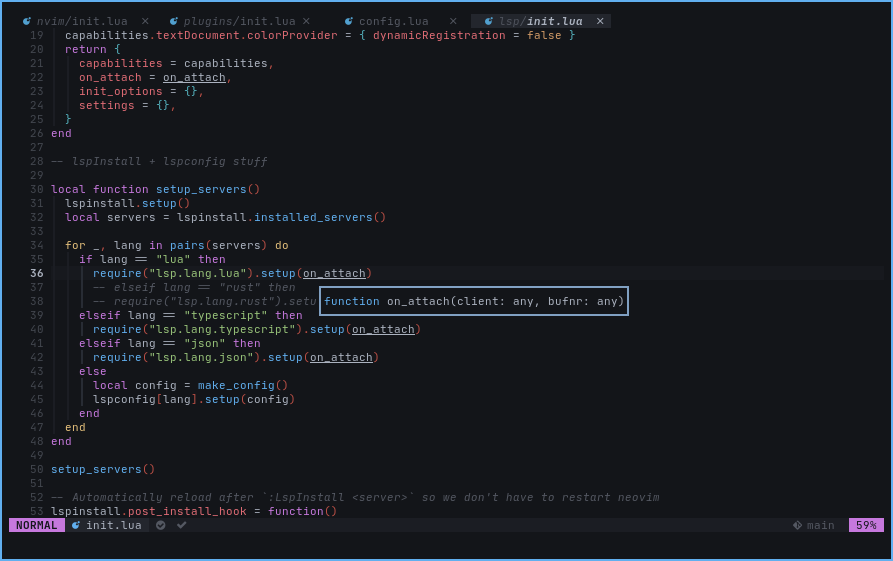 nvim/init.lua × plugins/init.lua × config.lua × lsp/init.lua ×
19 capabilities.textDocument.colorProvider = { dynamicRegistration = false }
20 return {
21 capabilities = capabilities,
22 on_attach = on_attach,
23 init_options = {},
24 settings = {},
25 }
26 end
27
28 -- lspInstall + lspconfig stuff
29
30 local function setup_servers()
31 lspinstall.setup()
32 local servers = lspinstall.installed_servers()
33
34 for _, lang in pairs(servers) do
35 if lang == "lua" then
36 require("lsp.lang.lua").setup(on_attach)
37 -- elseif lang == "rust" then
38 -- require("lsp.lang.rust").setu
function on_attach(client: any, bufnr: any)
39 elseif lang == "typescript" then
40 require("lsp.lang.typescript").setup(on_attach)
41 elseif lang == "json" then
42 require("lsp.lang.json").setup(on_attach)
43 else
44 local config = make_config()
45 lspconfig[lang].setup(config)
46 end
47 end
48 end
49
50 setup_servers()
51
52 -- Automatically reload after `:LspInstall <server>` so we don't have to restart neovim
53 lspinstall.post_install_hook = function()
NORMAL init.lua main 59%